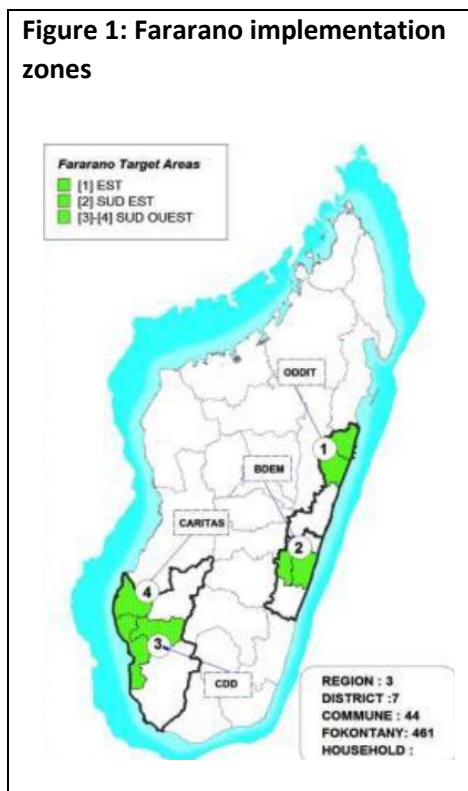 Figure 1: Fararano implementation
zones
Fararano Target Areas
[1] EST
[2] SUD EST
[3]-[4] SUD OUEST
ODDIT
1
BDEM
2
CARITAS
4
3
CDD
REGION : 3
DISTRICT :7
COMMUNE : 44
FOKONTANY: 461
HOUSEHOLD :